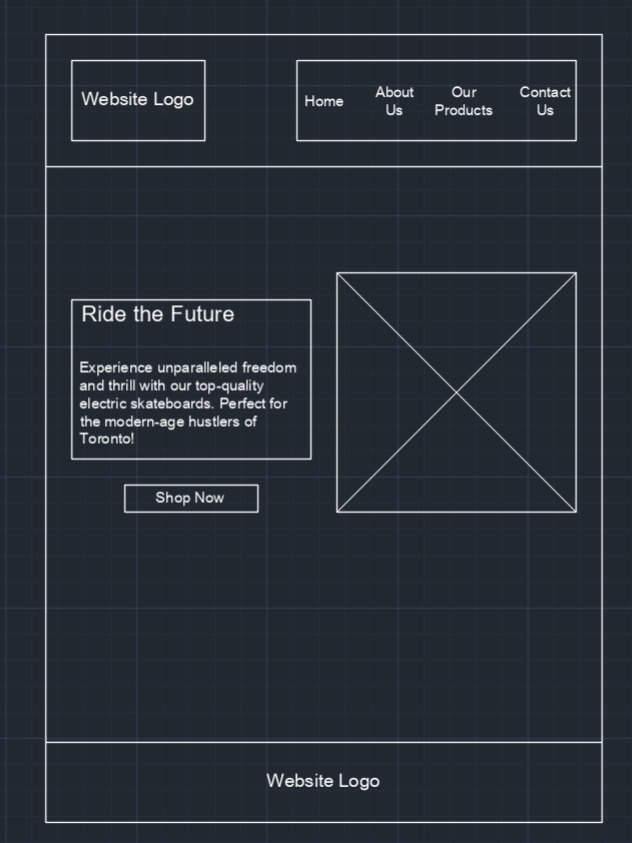 Website Logo
Home
About
Us
Our
Products
Contact
Us
Ride the Future
Experience unparalleled freedom
and thrill with our top-quality
electric skateboards. Perfect for
the modern-age hustlers of
Toronto!
Shop Now
Website Logo